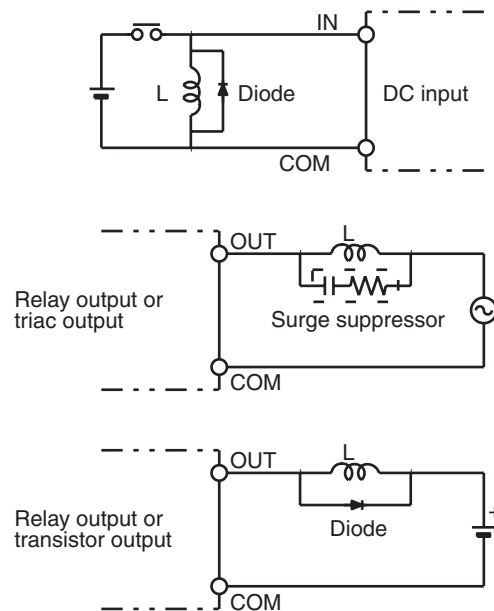 IN
L
Diode
DC input
COM
OUT
L
Relay output or
triac output
Surge suppressor
COM
OUT
L
+
Relay output or
transistor output
Diode
COM